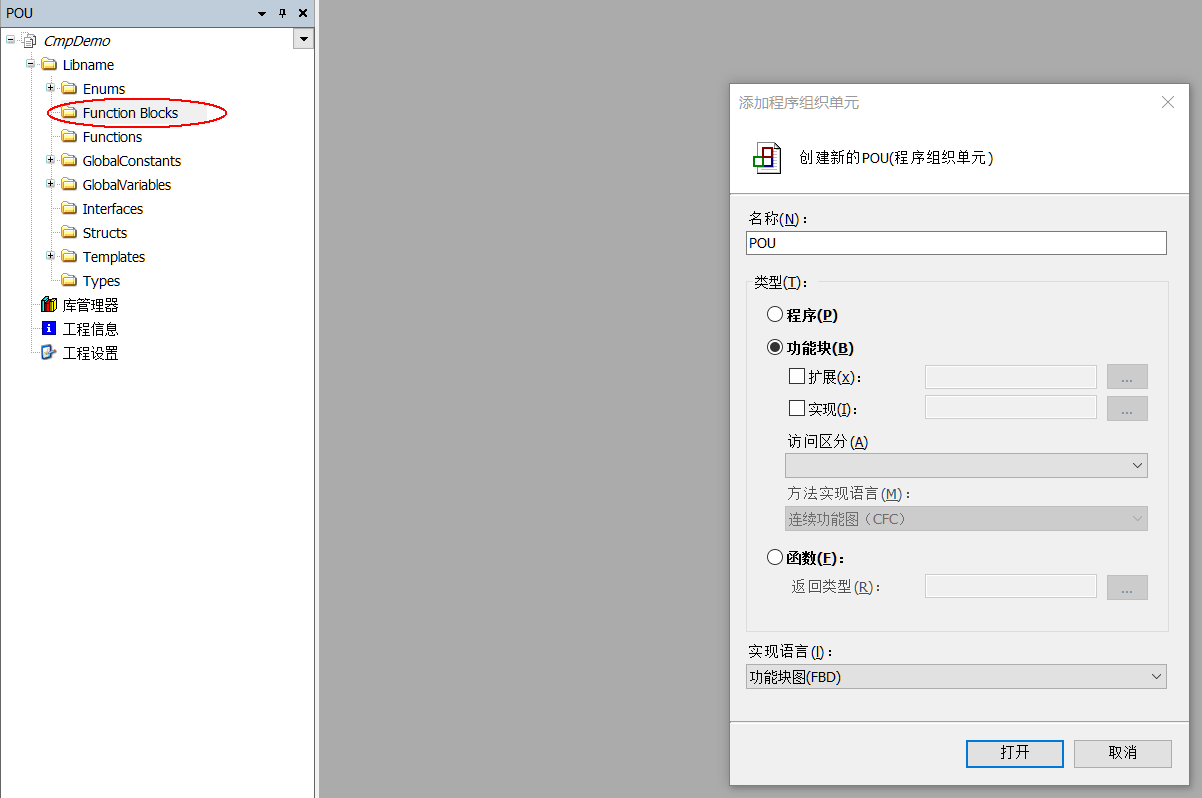 POU
CmpDemo
Libname
Enums
Function Blocks
Functions
GlobalConstants
GlobalVariables
Interfaces
Structs
Templates
Types
库管理器
工程信息
工程设置
添加程序组织单元
创建新的POU(程序组织单元)
名称(N)：
POU
类型(T)：
程序(P)
功能块(B)
扩展(x)：
...
实现(I)：
...
访问区分(A)
方法实现语言(M)：
连续功能图（CFC）
函数(F)：
返回类型(R)：
...
实现语言(I)：
功能块图(FBD)
打开
取消